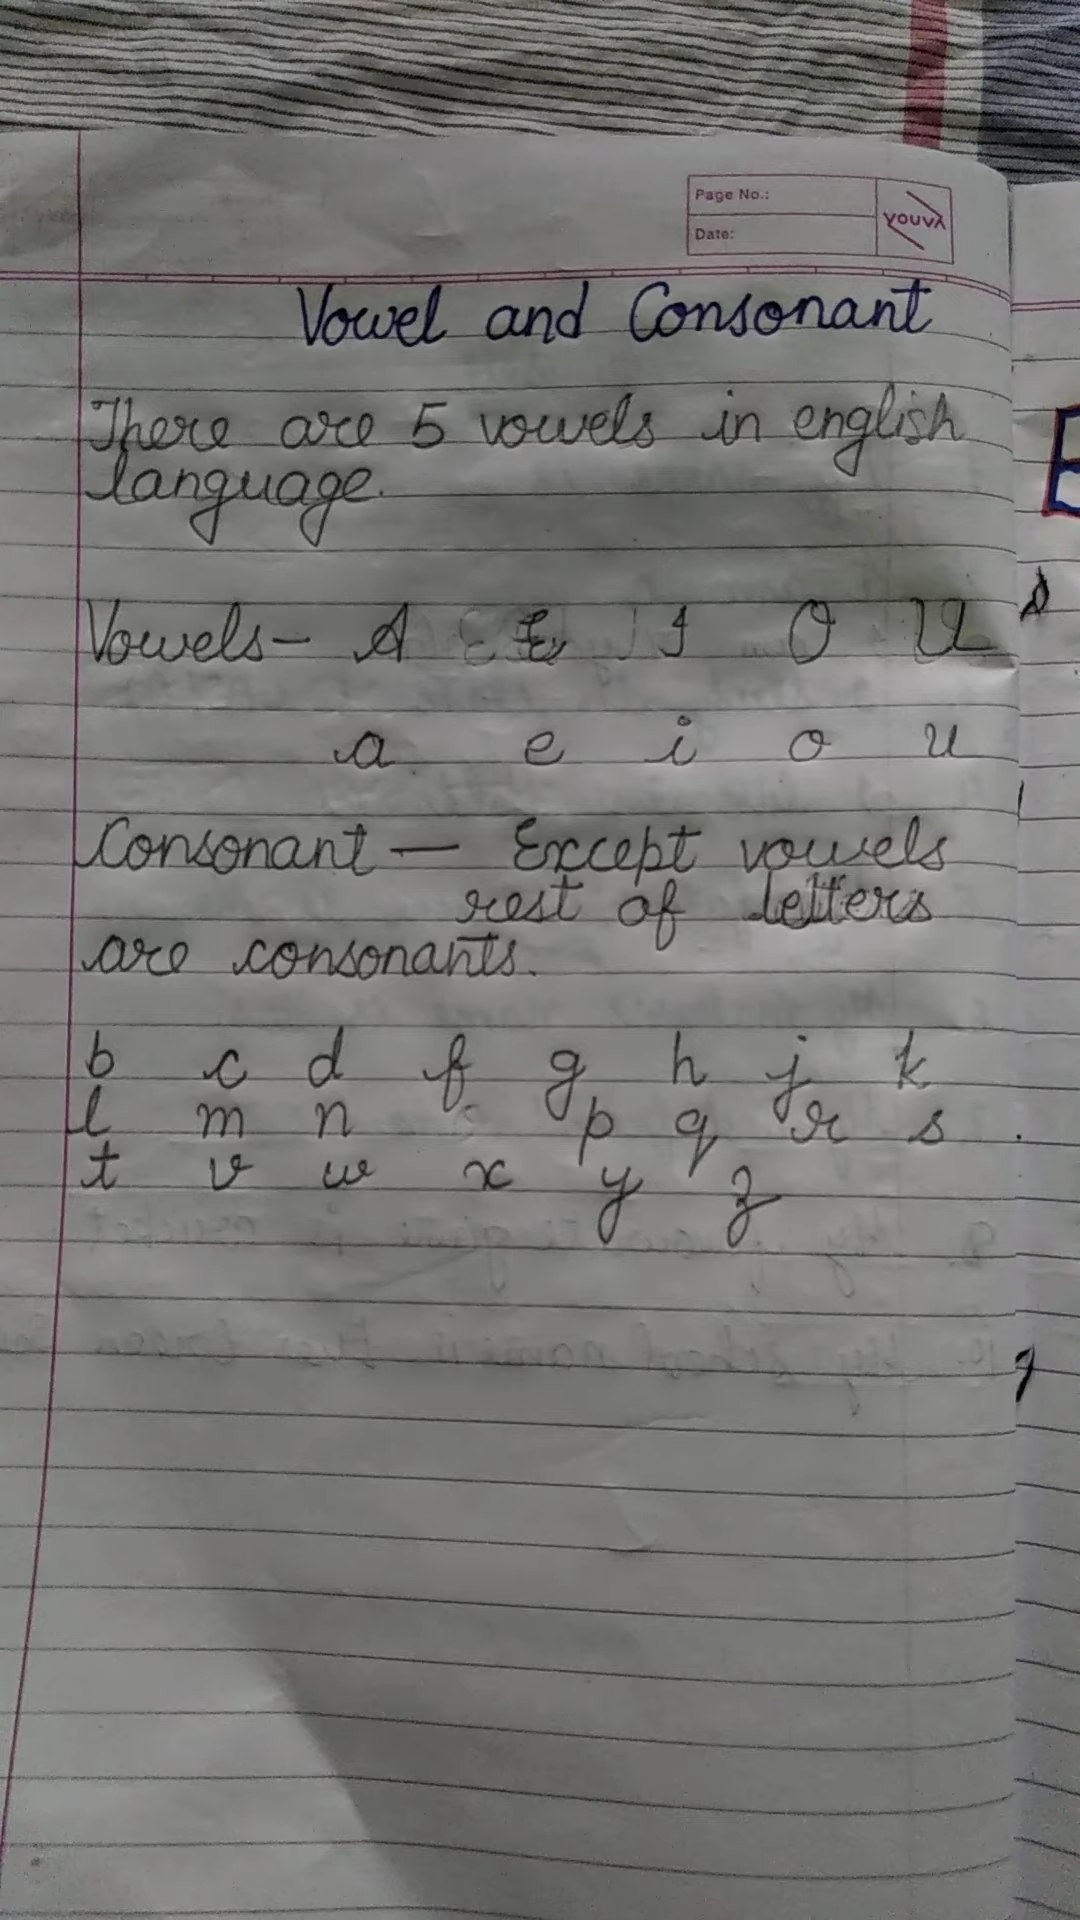 Page No.:
Date:
YOUVA
Vowel and Consonant
There are 5 vowels in english
language.
Vowels- A E I O U
a e i o u
Consonant - Except vowels
rest of letters
are consonants.
b c d f g h j k
l m n p q r s
t v w x y z